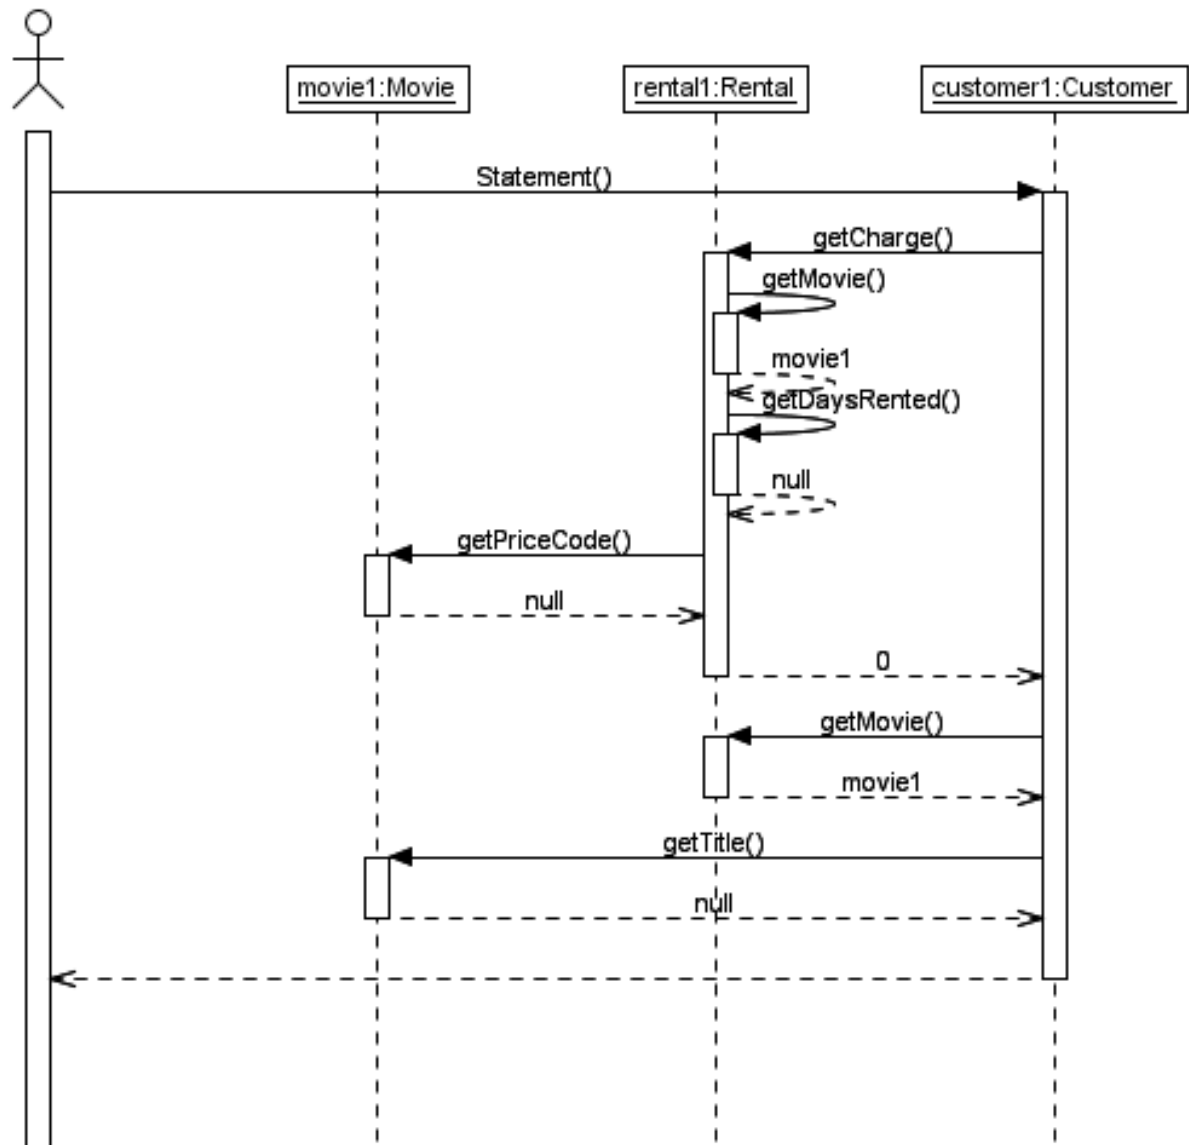 movie1:Movie
rental1:Rental
customer1:Customer
Statement()
getCharge()
getMovie()
movie1
getDaysRented()
null
getPriceCode()
null
0
getMovie()
movie1
getTitle()
null